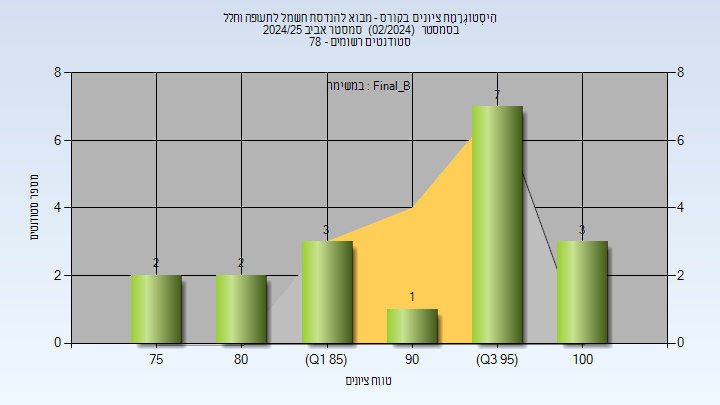 היסטוגרמת ציונים בקורס - מבוא להנדסת חשמל לתעופה וחלל
בסמסטר (02/2024) סמסטר אביב 2024/25
סטודנטים רשומים - 78
במשימה : Final_B
8 8
7
6 6
מספר סטודנטים
4 4
3 3
2 2 2 2
1
0 0
75 80 (Q1 85) 90 (Q3 95) 100
טווח ציונים